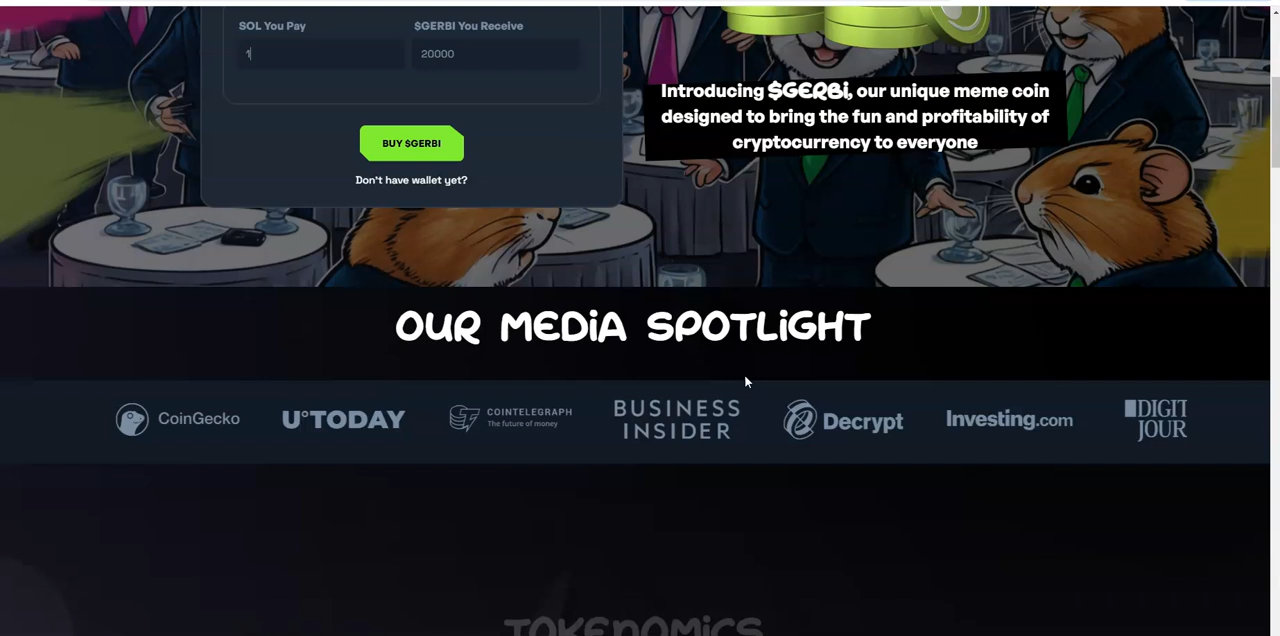 SOL You Pay
$GERBI You Receive
1
20000
BUY $GERBI
Don't have wallet yet?
Introducing $GERBi, our unique meme coin
designed to bring the fun and profitability of
cryptocurrency to everyone
OUR MEDiA SPOTLiGHT
CoinGecko
U°TODAY
COINTELEGRAPH
The future of money
BUSINESS
INSIDER
Decrypt
Investing.com
DIGIT
JOUR
TOKENOMiCS